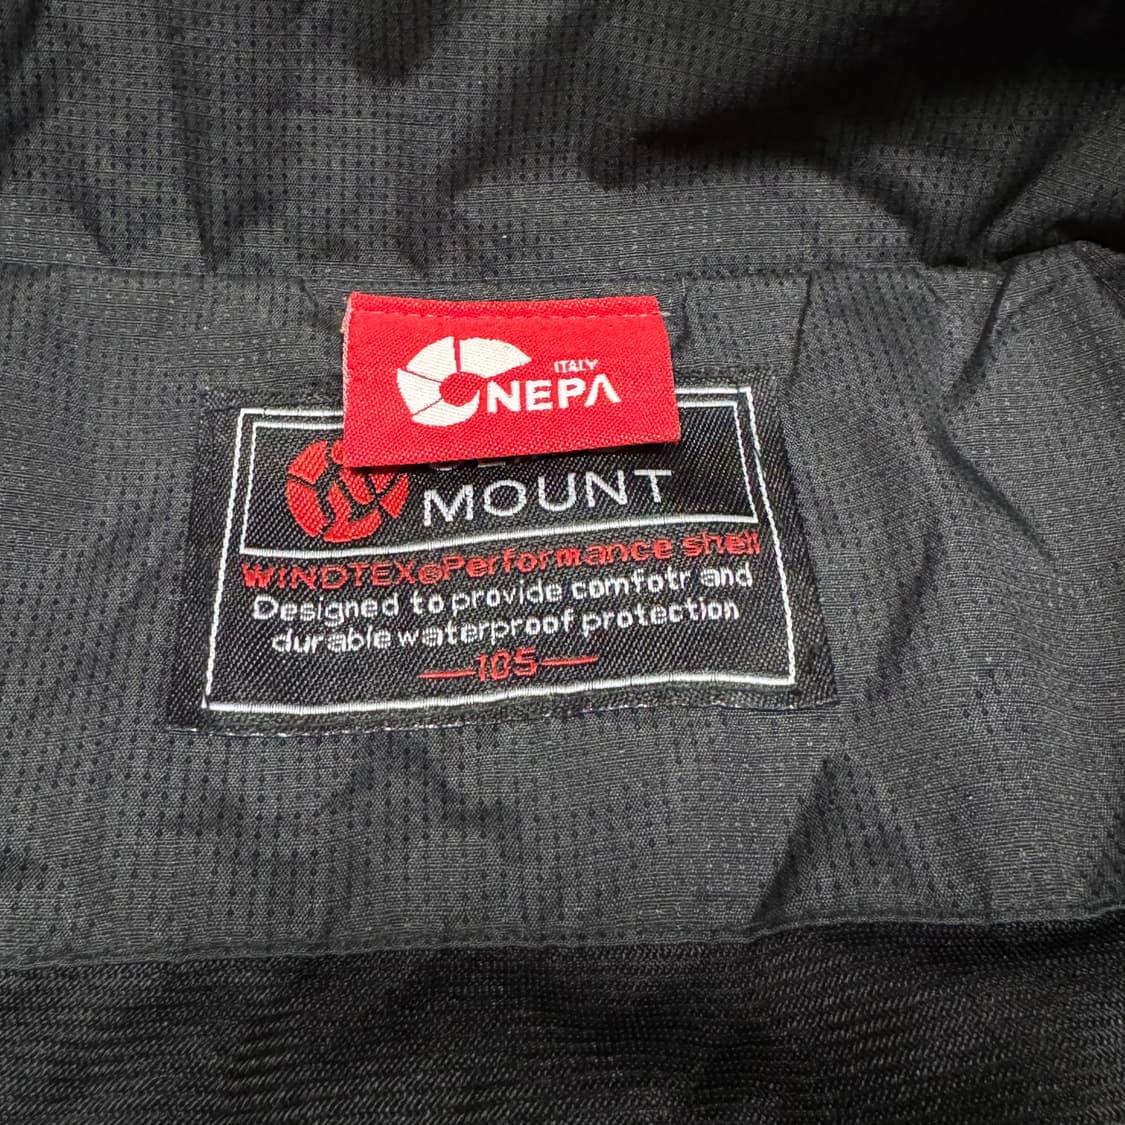 ITALY
NEPA
MOUNT
WINDTEX®Performance shell
Designed to provide comfotr and
durable waterproof protection
—105—